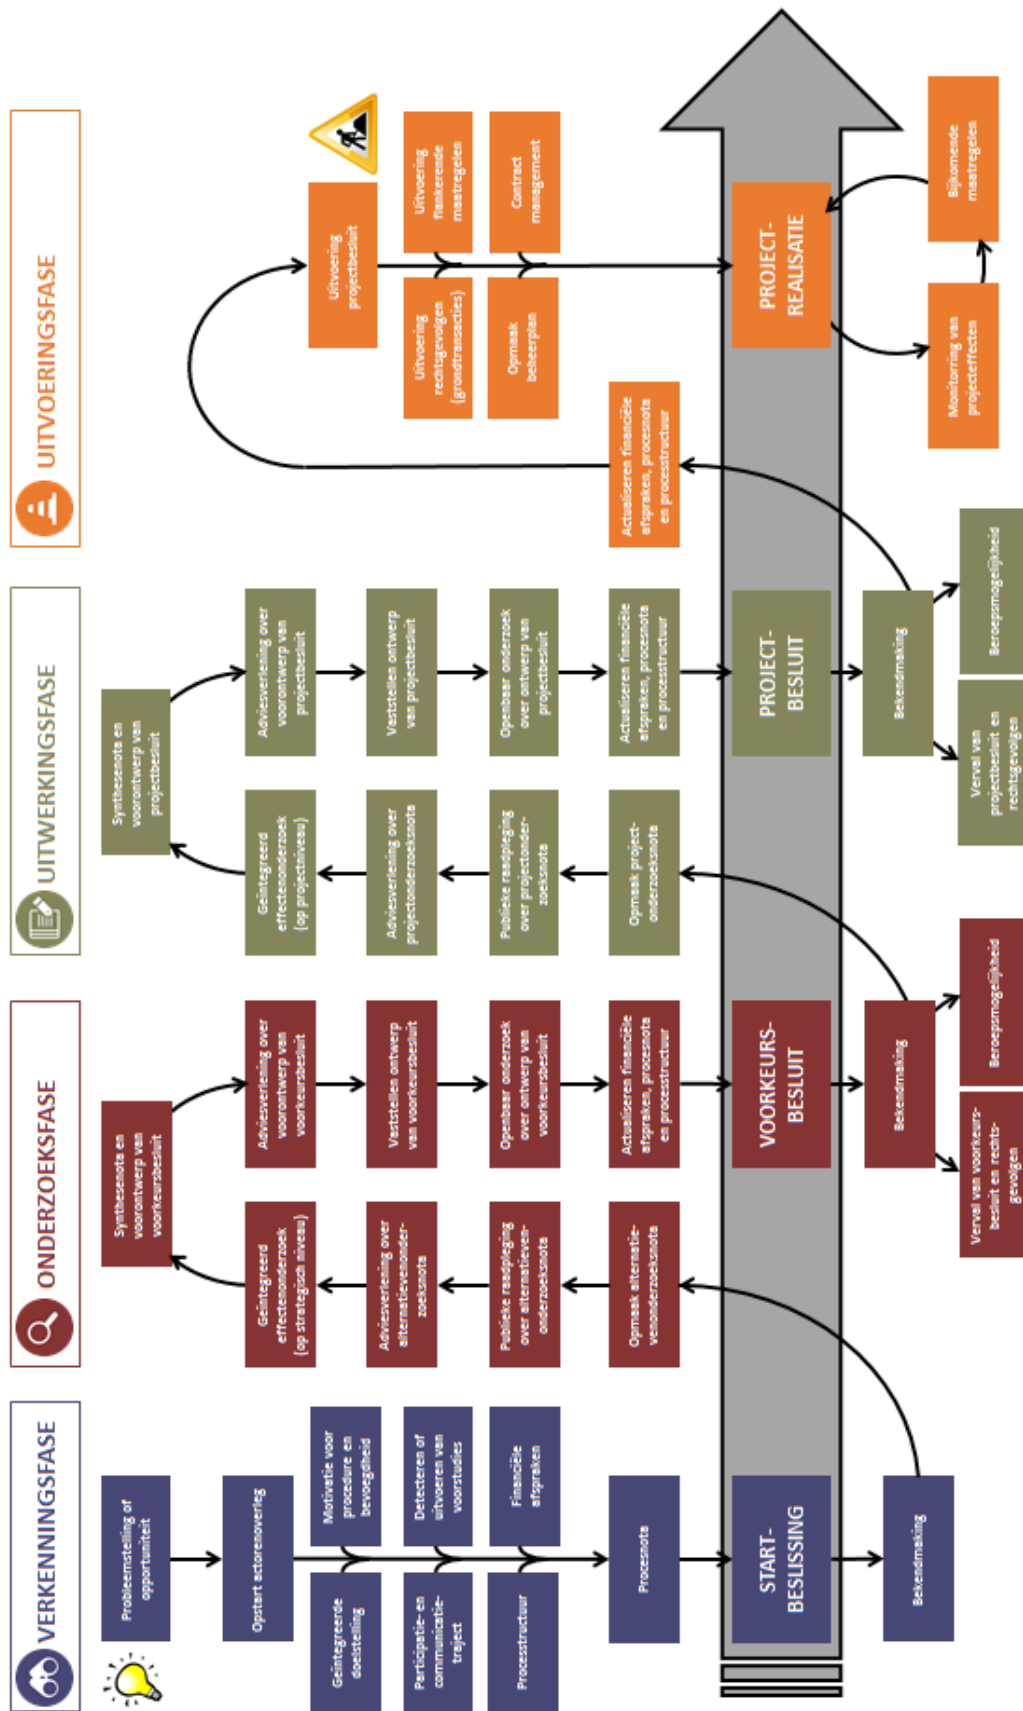 VERKENNINGSFASE
Probleemstelling of
opportuniteit
Opstart actorenoverleg
Geïntegreerde
doelstelling
Motivatie voor
procedure en
bevoegdheid
Participatie- en
communicatie-
traject
Detecteren of
uitvoeren van
voorstudies
Processtructuur
Financiële
afspraken
Procesnota
START-
BESLISSING
Bekendmaking
ONDERZOEKSFASE
Synthesenota en
voorontwerp van
voorkeursbesluit
Geïntegreerd
effectenonderzoek
(op strategisch niveau)
Adviesverlening over
voorontwerp van
voorkeursbesluit
Adviesverlening over
alternatievenonder-
zoeksnota
Vaststellen ontwerp
van voorkeursbesluit
Publieke raadpleging
over alternatieven-
onderzoeksnota
Openbaar onderzoek
over ontwerp van
voorkeursbesluit
Opmaak alternatie-
venonderzoeksnota
Actualiseren financiële
afspraken, procesnota
en processtructuur
VOORKEURS-
BESLUIT
Bekendmaking
Verval van voorkeurs-
besluit en rechts-
gevolgen
Beroepsmogelijkheid
UITWERKINGSFASE
Synthesenota en
voorontwerp van
projectbesluit
Geïntegreerd
effectenonderzoek
(op projectniveau)
Adviesverlening over
voorontwerp van
projectbesluit
Adviesverlening over
projectonderzoeksnota
Vaststellen ontwerp
van projectbesluit
Publieke raadpleging
over projectonder-
zoeksnota
Openbaar onderzoek
over ontwerp van
projectbesluit
Opmaak project-
onderzoeksnota
Actualiseren financiële
afspraken, procesnota
en processtructuur
PROJECT-
BESLUIT
Bekendmaking
Verval van
projectbesluit en
rechtsgevolgen
Beroepsmogelijkheid
UITVOERINGSFASE
Uitvoering
projectbesluit
Uitvoering
rechtsgevolgen
(grondtransacties)
Uitvoering
flankerende
maatregelen
Opmaak
beheerplan
Contract
management
Actualiseren financiële
afspraken, procesnota
en processtructuur
PROJECT-
REALISATIE
Monitorring van
projecteffecten
Bijkomende
maatregelen